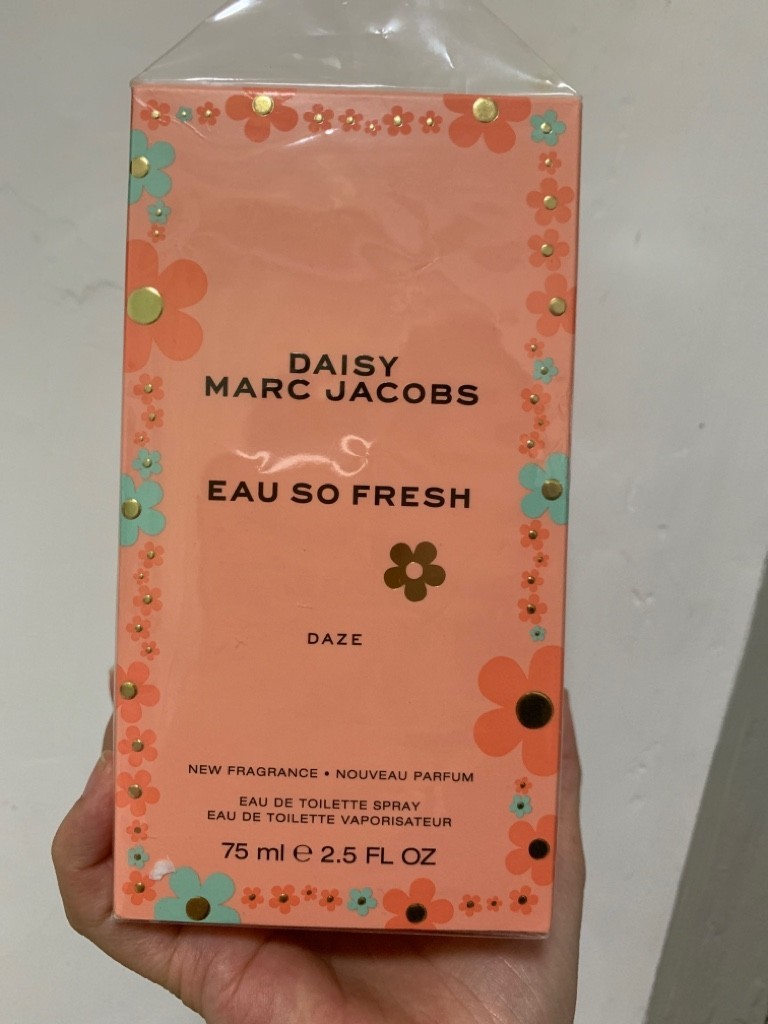 DAISY
MARC JACOBS
EAU SO FRESH
DAZE
NEW FRAGRANCE • NOUVEAU PARFUM
EAU DE TOILETTE SPRAY
EAU DE TOILETTE VAPORISATEUR
75 ml ℮ 2.5 FL OZ